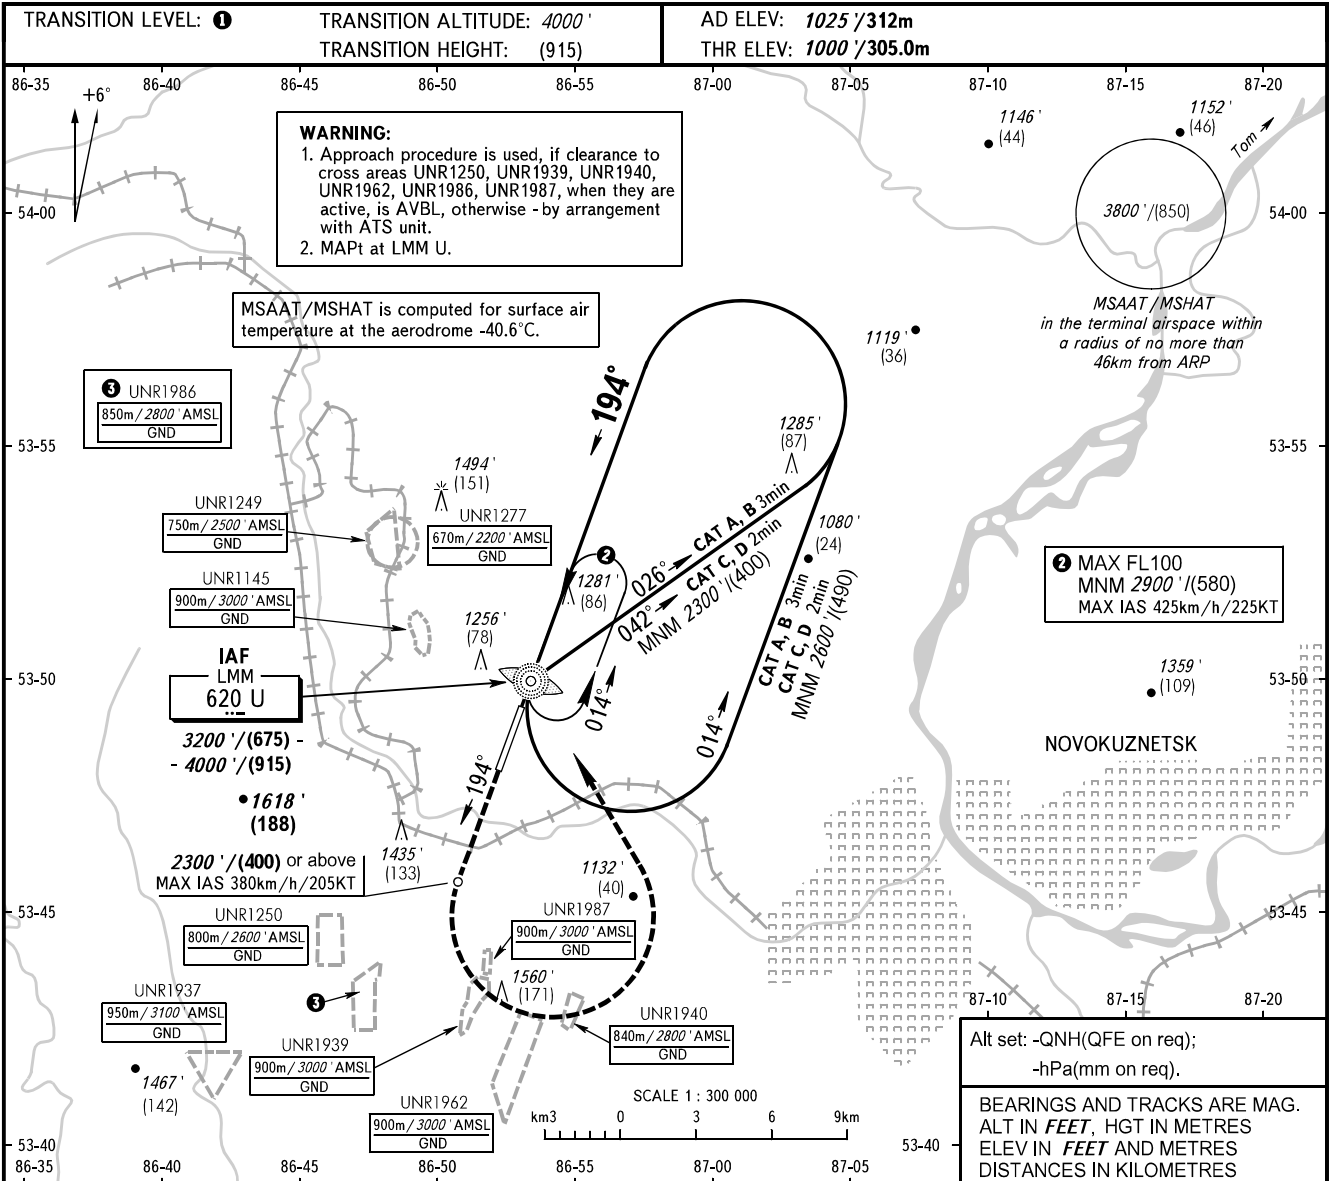 TRANSITION LEVEL: ❶
TRANSITION ALTITUDE: 4000 '
TRANSITION HEIGHT: (915)
AD ELEV: 1025 '/312m
THR ELEV: 1000 '/305.0m
86-35
86-40
86-45
86-50
86-55
87-00
87-05
87-10
87-15
87-20
+6°
WARNING:
1. Approach procedure is used, if clearance to
cross areas UNR1250, UNR1939, UNR1940,
UNR1962, UNR1986, UNR1987, when they are
active, is AVBL, otherwise - by arrangement
with ATS unit.
2. MAPt at LMM U.
1146 '
(44)
1152 '
(46)
Tom
54-00
3800 '/(850)
54-00
MSAAT/MSHAT is computed for surface air
temperature at the aerodrome -40.6°C.
MSAAT/MSHAT
in the terminal airspace within
a radius of no more than
46km from ARP
1119 '
(36)
❸ UNR1986
850m/2800 ' AMSL
GND
194°
1285 '
(87)
53-55
53-55
1494 '
(151)
UNR1249
750m/2500 ' AMSL
GND
UNR1277
670m/2200 ' AMSL
GND
026° CAT A, B 3min
042° CAT C, D 2min
MNM 2300 '/(400)
1080 '
(24)
❷
❷ MAX FL100
MNM 2900 '/(580)
MAX IAS 425km/h/225KT
UNR1145
900m/3000 ' AMSL
GND
1281 '
(86)
1256 '
(78)
CAT A, B 3min
CAT C, D 2min
MNM 2600 '/(490)
014°
014°
IAF
LMM
620 U
53-50
53-50
1359 '
(109)
3200 '/(675) -
- 4000 '/(915)
NOVOKUZNETSK
194°
1618 '
(188)
2300 '/(400) or above
MAX IAS 380km/h/205KT
1435 '
(133)
1132 '
(40)
53-45
53-45
UNR1250
800m/2600 ' AMSL
GND
UNR1987
900m/3000 ' AMSL
GND
1560 '
(171)
❸
UNR1937
950m/3100 ' AMSL
GND
UNR1940
840m/2800 ' AMSL
GND
UNR1939
900m/3000 ' AMSL
GND
1467 '
(142)
UNR1962
900m/3000 ' AMSL
GND
SCALE 1 : 300 000
km3 0 3 6 9km
87-10
87-15
87-20
Alt set: -QNH(QFE on req);
-hPa(mm on req).
BEARINGS AND TRACKS ARE MAG.
ALT IN FEET, HGT IN METRES
ELEV IN FEET AND METRES
DISTANCES IN KILOMETRES
53-40
53-40
86-35
86-40
86-45
86-50
86-55
87-00
87-05